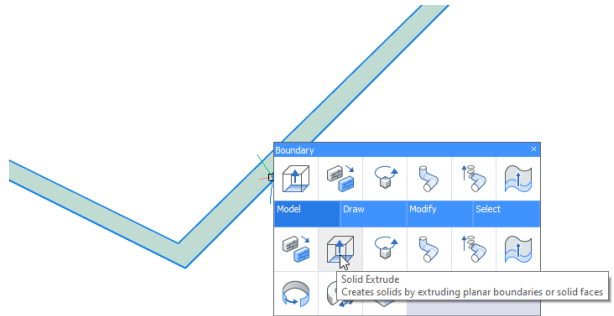 Boundary
Model Draw Modify Select
Solid Extrude
Creates solids by extruding planar boundaries or solid faces